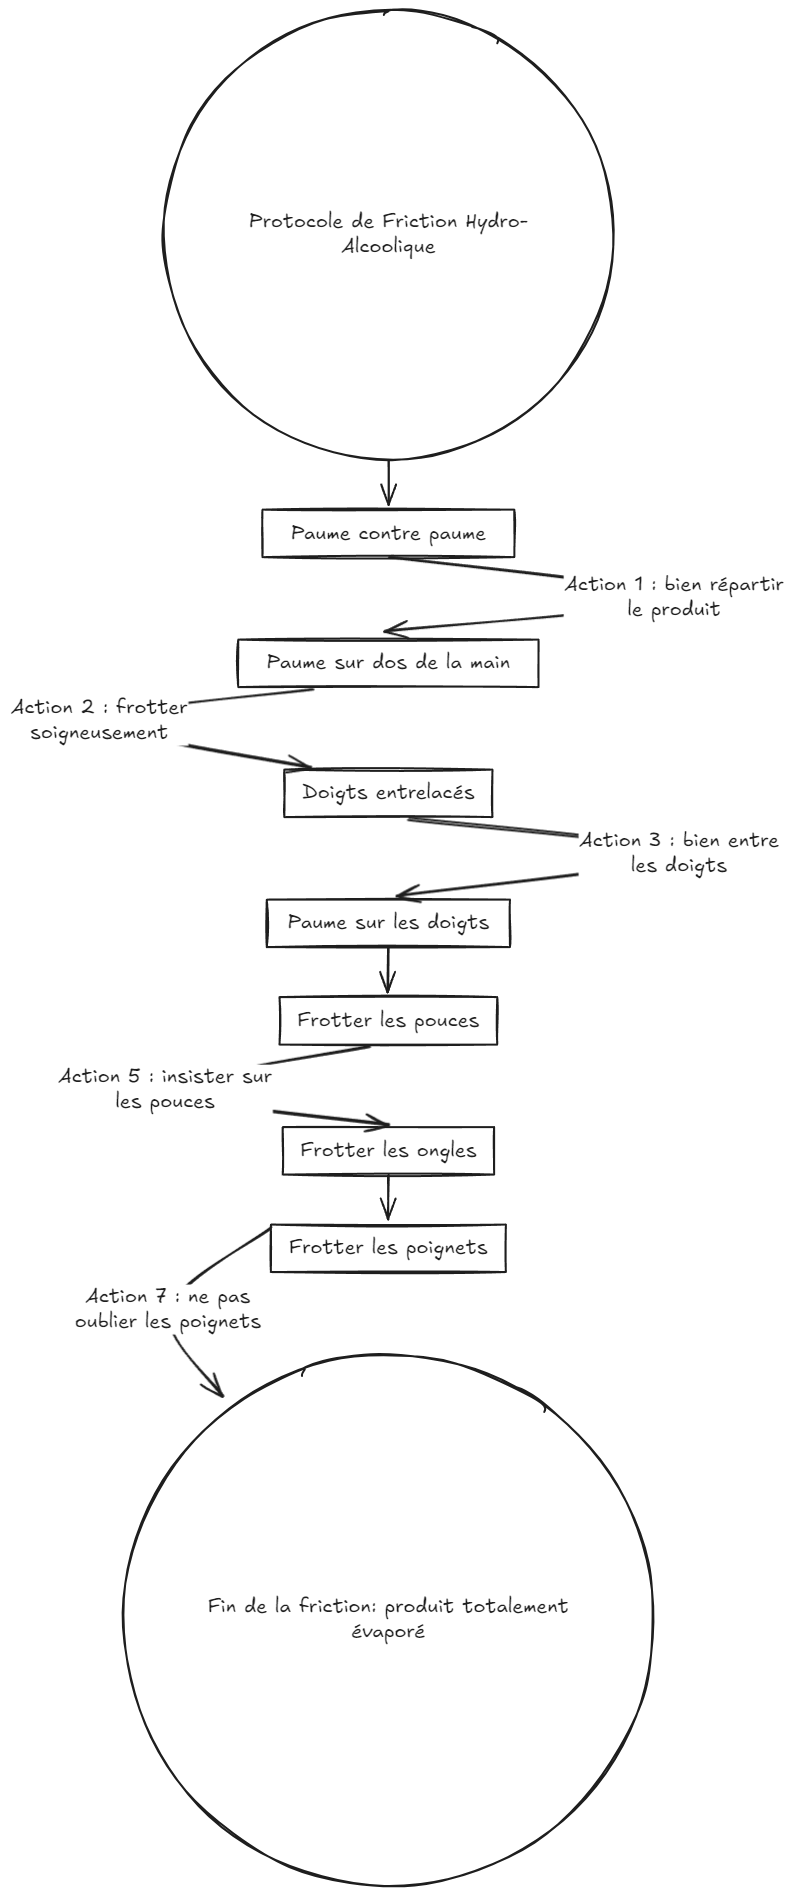 Protocole de Friction Hydro-
Alcoolique
Paume contre paume
Action 1 : bien répartir
le produit
Paume sur dos de la main
Action 2 : frotter
soigneusement
Doigts entrelacés
Action 3 : bien entre
les doigts
Paume sur les doigts
Frotter les pouces
Action 5 : insister sur
les pouces
Frotter les ongles
Frotter les poignets
Action 7 : ne pas
oublier les poignets
Fin de la friction: produit totalement
évaporé